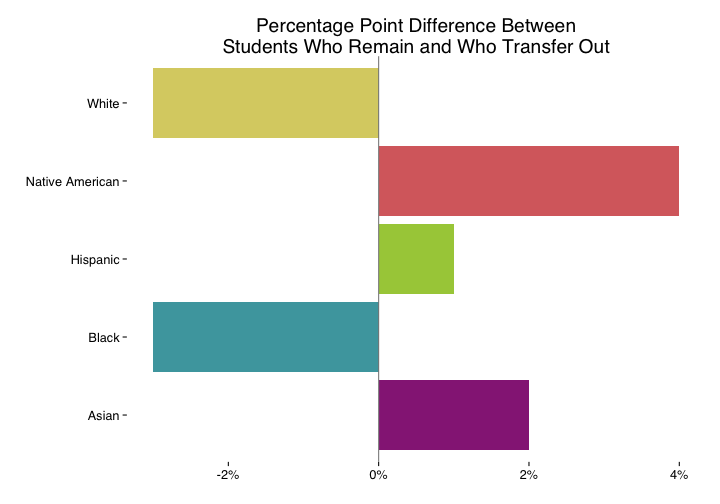 Percentage Point Difference Between
Students Who Remain and Who Transfer Out
White
Native American
Hispanic
Black
Asian
-2%
0%
2%
4%